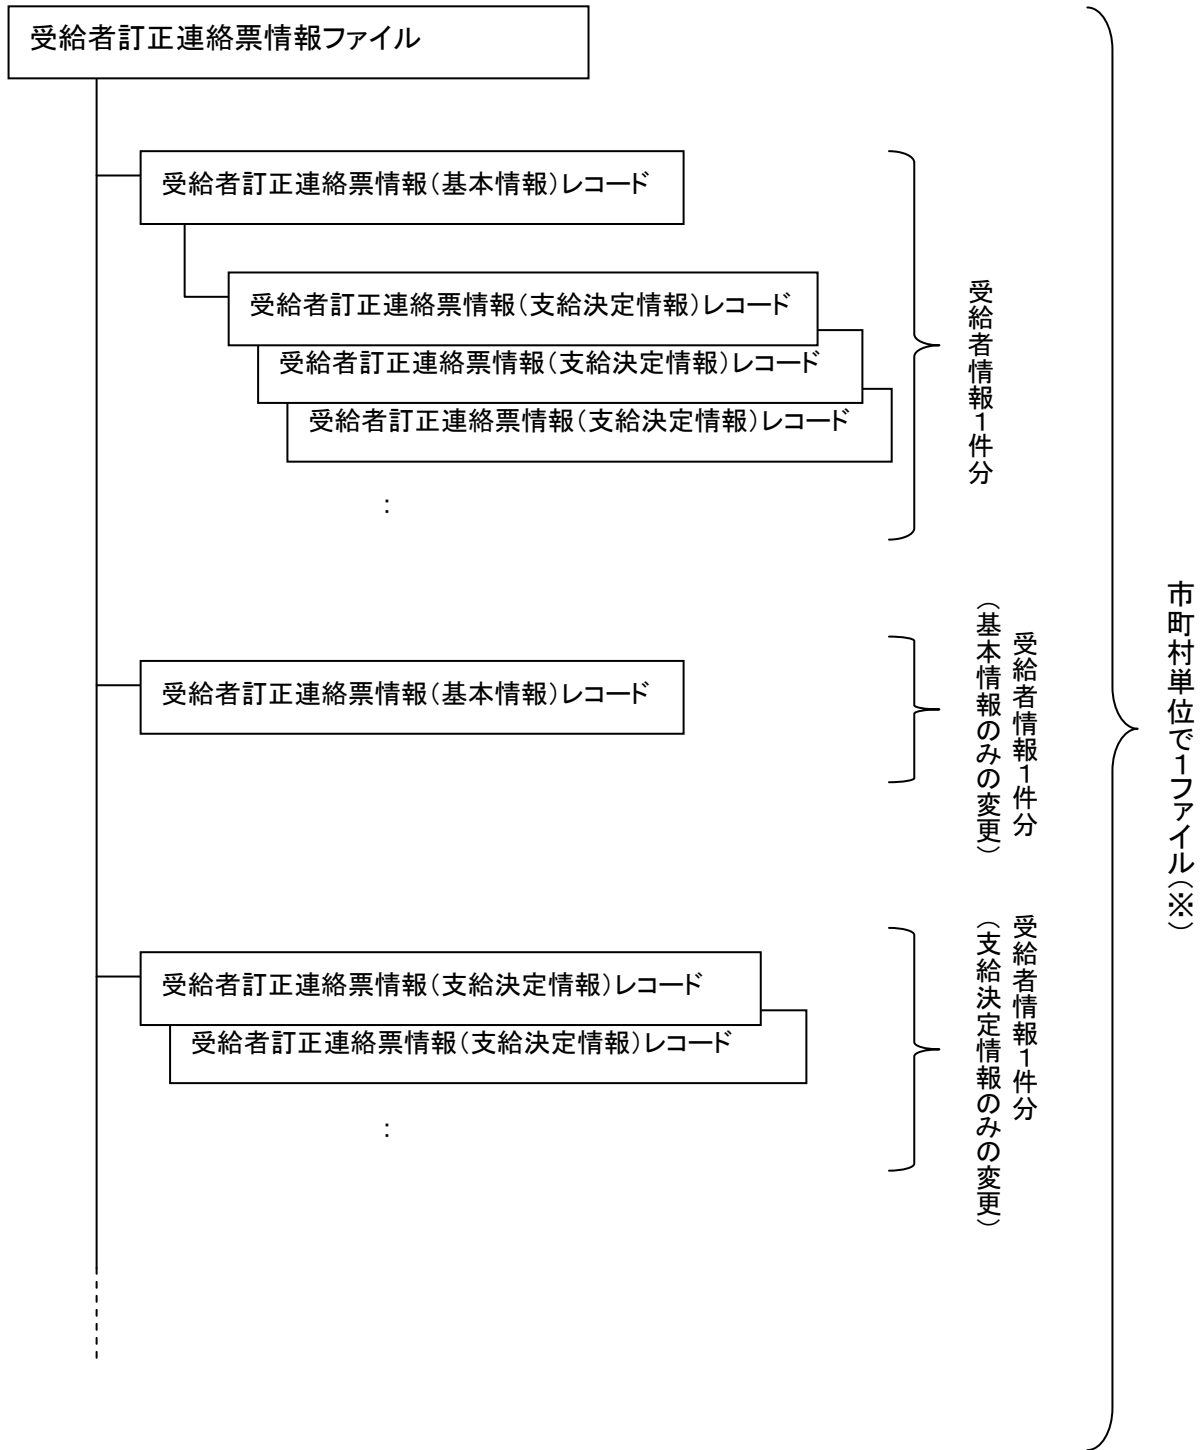 受給者訂正連絡票情報ファイル
受給者訂正連絡票情報(基本情報)レコード
受給者訂正連絡票情報(支給決定情報)レコード
受給者訂正連絡票情報(支給決定情報)レコード
受給者訂正連絡票情報(支給決定情報)レコード
:
受給者情報1件分
受給者訂正連絡票情報(基本情報)レコード
受給者情報1件分
(基本情報のみの変更)
受給者訂正連絡票情報(支給決定情報)レコード
受給者訂正連絡票情報(支給決定情報)レコード
:
受給者情報1件分
(支給決定情報のみの変更)
市町村単位で1ファイル(※)